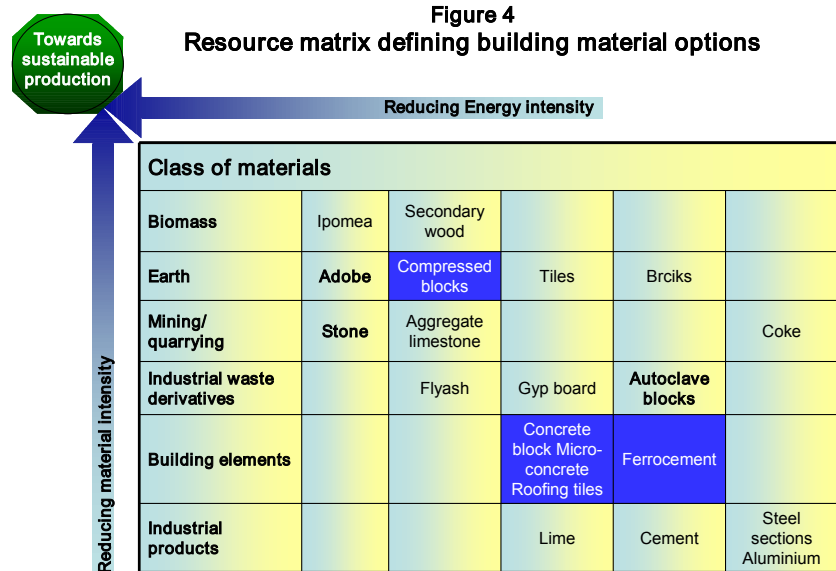 Figure 4
Resource matrix defining building material options
Towards
sustainable
production
Reducing Energy intensity
Reducing material intensity
Class of materials
Biomass
Ipomea
Secondary
wood
Earth
Adobe
Compressed
blocks
Tiles
Brciks
Mining/
quarrying
Stone
Aggregate
limestone
Coke
Industrial waste
derivatives
Flyash
Gyp board
Autoclave
blocks
Building elements
Concrete
block Micro-
concrete
Roofing tiles
Ferrocement
Industrial
products
Lime
Cement
Steel
sections
Aluminium